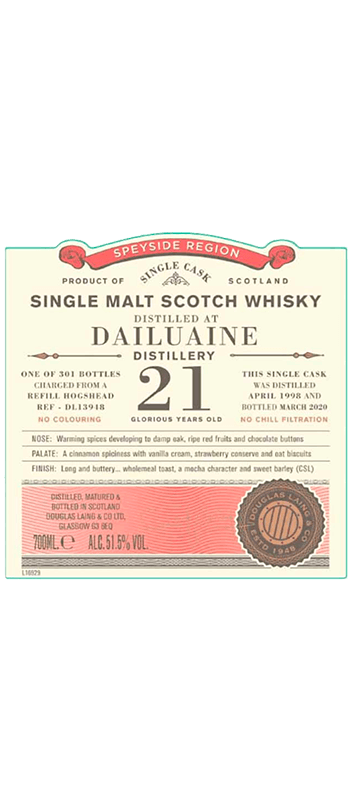 SPEYSIDE REGION
SINGLE CASK
PRODUCT OF SCOTLAND
SINGLE MALT SCOTCH WHISKY
DISTILLED AT
DAILUAINE
DISTILLERY
ONE OF 301 BOTTLES
CHARGED FROM A
REFILL HOGSHEAD
REF - DL13948
NO COLOURING
21
GLORIOUS YEARS OLD
THIS SINGLE CASK
WAS DISTILLED
APRIL 1998 AND
BOTTLED MARCH 2020
NO CHILL FILTRATION
NOSE: Warming spices developing to damp oak, ripe red fruits and chocolate buttons
PALATE: A cinnamon spiciness with vanilla cream, strawberry conserve and oat biscuits
FINISH: Long and buttery... wholemeal toast, a mocha character and sweet barley (CSL)
DISTILLED, MATURED &
BOTTLED IN SCOTLAND
DOUGLAS LAING & CO LTD,
GLASGOW G3 8EQ
700ML. e ALC. 51.5% VOL.
DOUGLAS LAING & CO
ESTD 1948
L16929